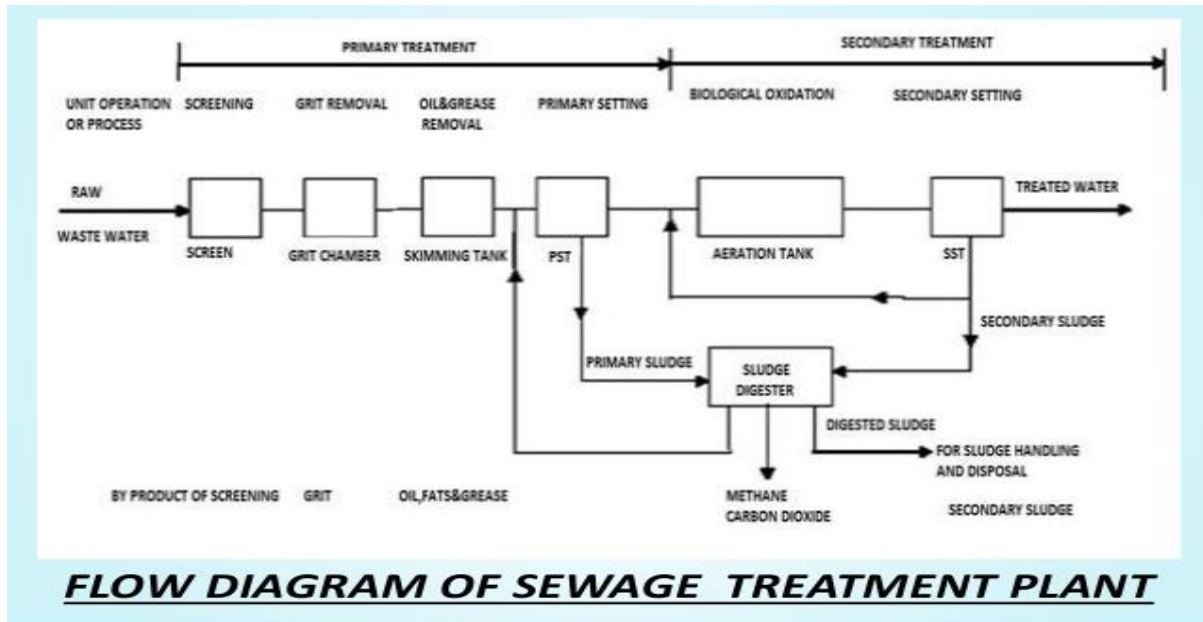 PRIMARY TREATMENT
SECONDARY TREATMENT
UNIT OPERATION
OR PROCESS
SCREENING
GRIT REMOVAL
OIL&GREASE
REMOVAL
PRIMARY SETTING
BIOLOGICAL OXIDATION
SECONDARY SETTING
RAW
WASTE WATER
TREATED WATER
SCREEN
GRIT CHAMBER
SKIMMING TANK
PST
AERATION TANK
SST
SECONDARY SLUDGE
PRIMARY SLUDGE
SLUDGE
DIGESTER
DIGESTED SLUDGE
FOR SLUDGE HANDLING
AND DISPOSAL
BY PRODUCT OF SCREENING
GRIT
OIL,FATS&GREASE
METHANE
CARBON DIOXIDE
SECONDARY SLUDGE
FLOW DIAGRAM OF SEWAGE TREATMENT PLANT